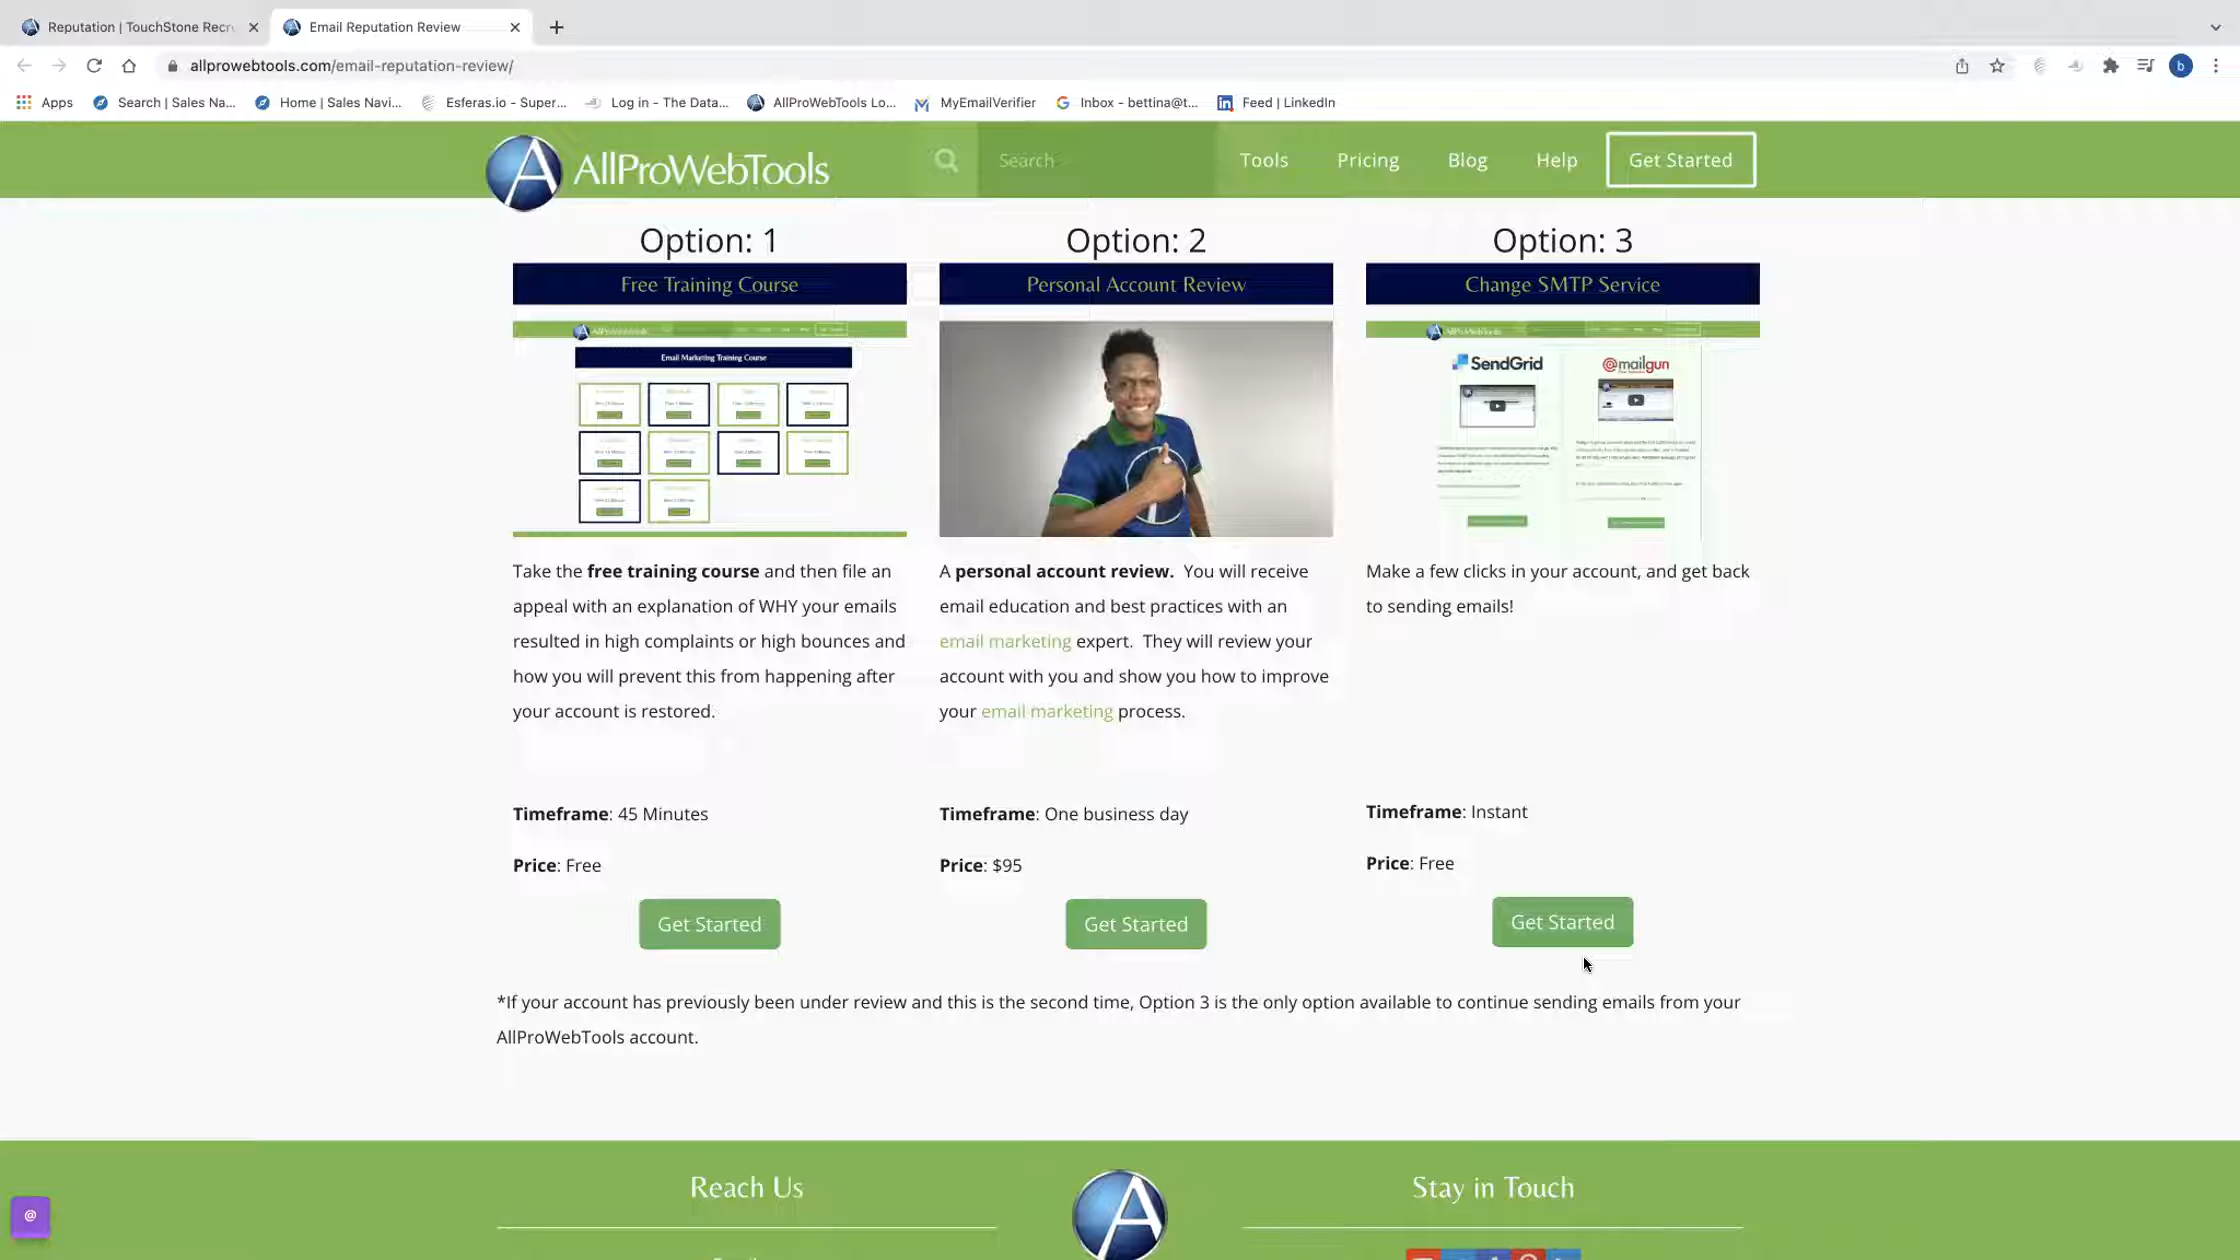 Reputation | TouchStone Recr
Email Reputation Review
allprowebtools.com/email-reputation-review/
Apps
Search | Sales Na...
Home | Sales Navi...
Esferas.io - Super...
Log in - The Data...
AllProWebTools Lo...
MyEmailVerifier
Inbox - bettina@t...
Feed | LinkedIn
b
AllProWebTools
Search
Tools
Pricing
Blog
Help
Get Started
Option: 1
Free Training Course
Email Marketing Training Course
Take the free training course and then file an
appeal with an explanation of WHY your emails
resulted in high complaints or high bounces and
how you will prevent this from happening after
your account is restored.
Timeframe: 45 Minutes
Price: Free
Get Started
Option: 2
Personal Account Review
A personal account review. You will receive
email education and best practices with an
email marketing expert. They will review your
account with you and show you how to improve
your email marketing process.
Timeframe: One business day
Price: $95
Get Started
Option: 3
Change SMTP Service
AllProWebTools
SendGrid
@mailgun
Make a few clicks in your account, and get back
to sending emails!
Timeframe: Instant
Price: Free
Get Started
*If your account has previously been under review and this is the second time, Option 3 is the only option available to continue sending emails from your
AllProWebTools account.
Reach Us
Stay in Touch
@